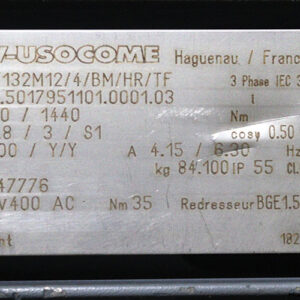 -USOCOME Haguenau / Franc
132M12/4/BM/HR/TF 3 Phase IEC 3
.5017951101.0001.03 i
0 / 1440 Nm
.8 / 3 / S1 cosφ 0.50
00 / Y/Y A 4.15 / 6.30 Hz
kg 84.100 IP 55 CL
47776
V400 AC Nm 35 Redresseur BGE1.5
nt 182